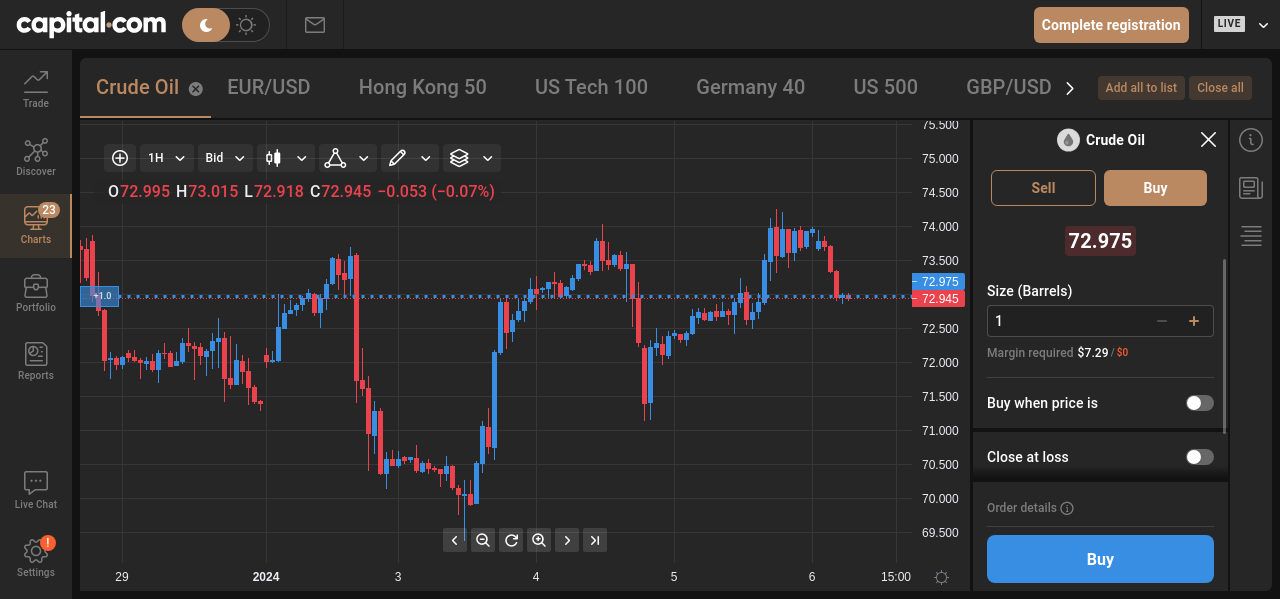 capital.com
Complete registration
LIVE
Trade
Discover
23
Charts
Portfolio
Reports
Live Chat
!
Settings
Crude Oil
EUR/USD
Hong Kong 50
US Tech 100
Germany 40
US 500
GBP/USD
Add all to list
Close all
1H
Bid
O72.995 H73.015 L72.918 C72.945 −0.053 (−0.07%)
+1.0
75.500
75.000
74.500
74.000
73.500
72.975
72.945
72.500
72.000
71.500
71.000
70.500
70.000
69.500
29
2024
3
4
5
6
15:00
Crude Oil
Sell
Buy
72.975
Size (Barrels)
1
Margin required $7.29 / $0
Buy when price is
Close at loss
Order details
Buy